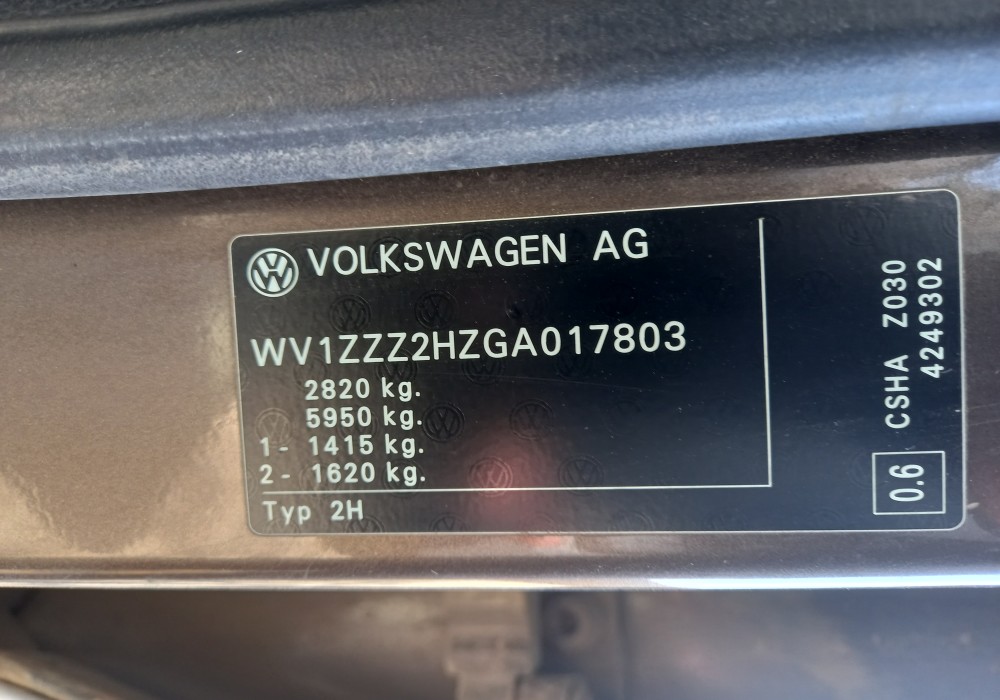 VOLKSWAGEN AG
WV1ZZZ2HZGA017803
2820 kg.
5950 kg.
1- 1415 kg.
2- 1620 kg.
Typ 2H
CSHA Z030
4249302
0.6